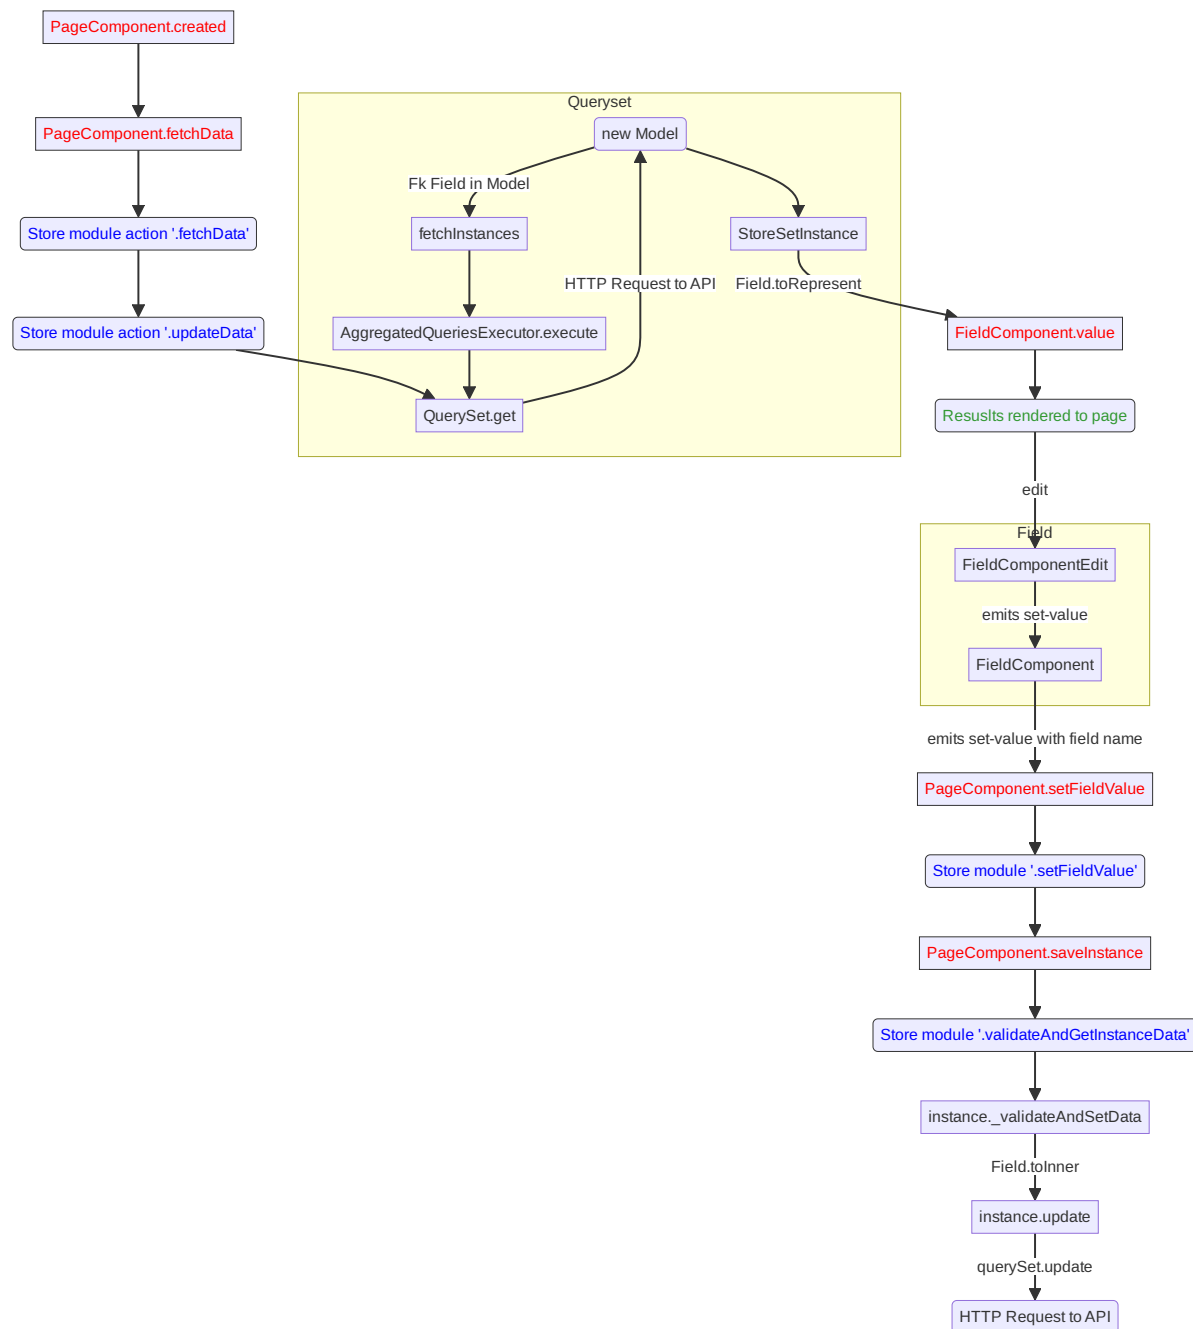 PageComponent.created
PageComponent.fetchData
Store module action '.fetchData'
Store module action '.updateData'
Queryset
new Model
Fk Field in Model
fetchInstances
StoreSetInstance
HTTP Request to API
Field.toRepresent
AggregatedQueriesExecutor.execute
QuerySet.get
FieldComponent.value
Resuslts rendered to page
edit
Field
FieldComponentEdit
emits set-value
FieldComponent
emits set-value with field name
PageComponent.setFieldValue
Store module '.setFieldValue'
PageComponent.saveInstance
Store module '.validateAndGetInstanceData'
instance._validateAndSetData
Field.toInner
instance.update
querySet.update
HTTP Request to API